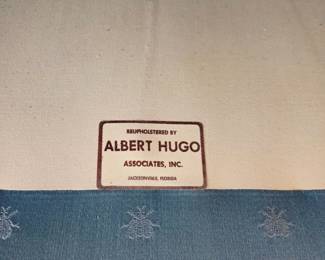 REUPHOLSTERED BY
ALBERT HUGO
ASSOCIATES, INC.
JACKSONVILLE, FLORIDA